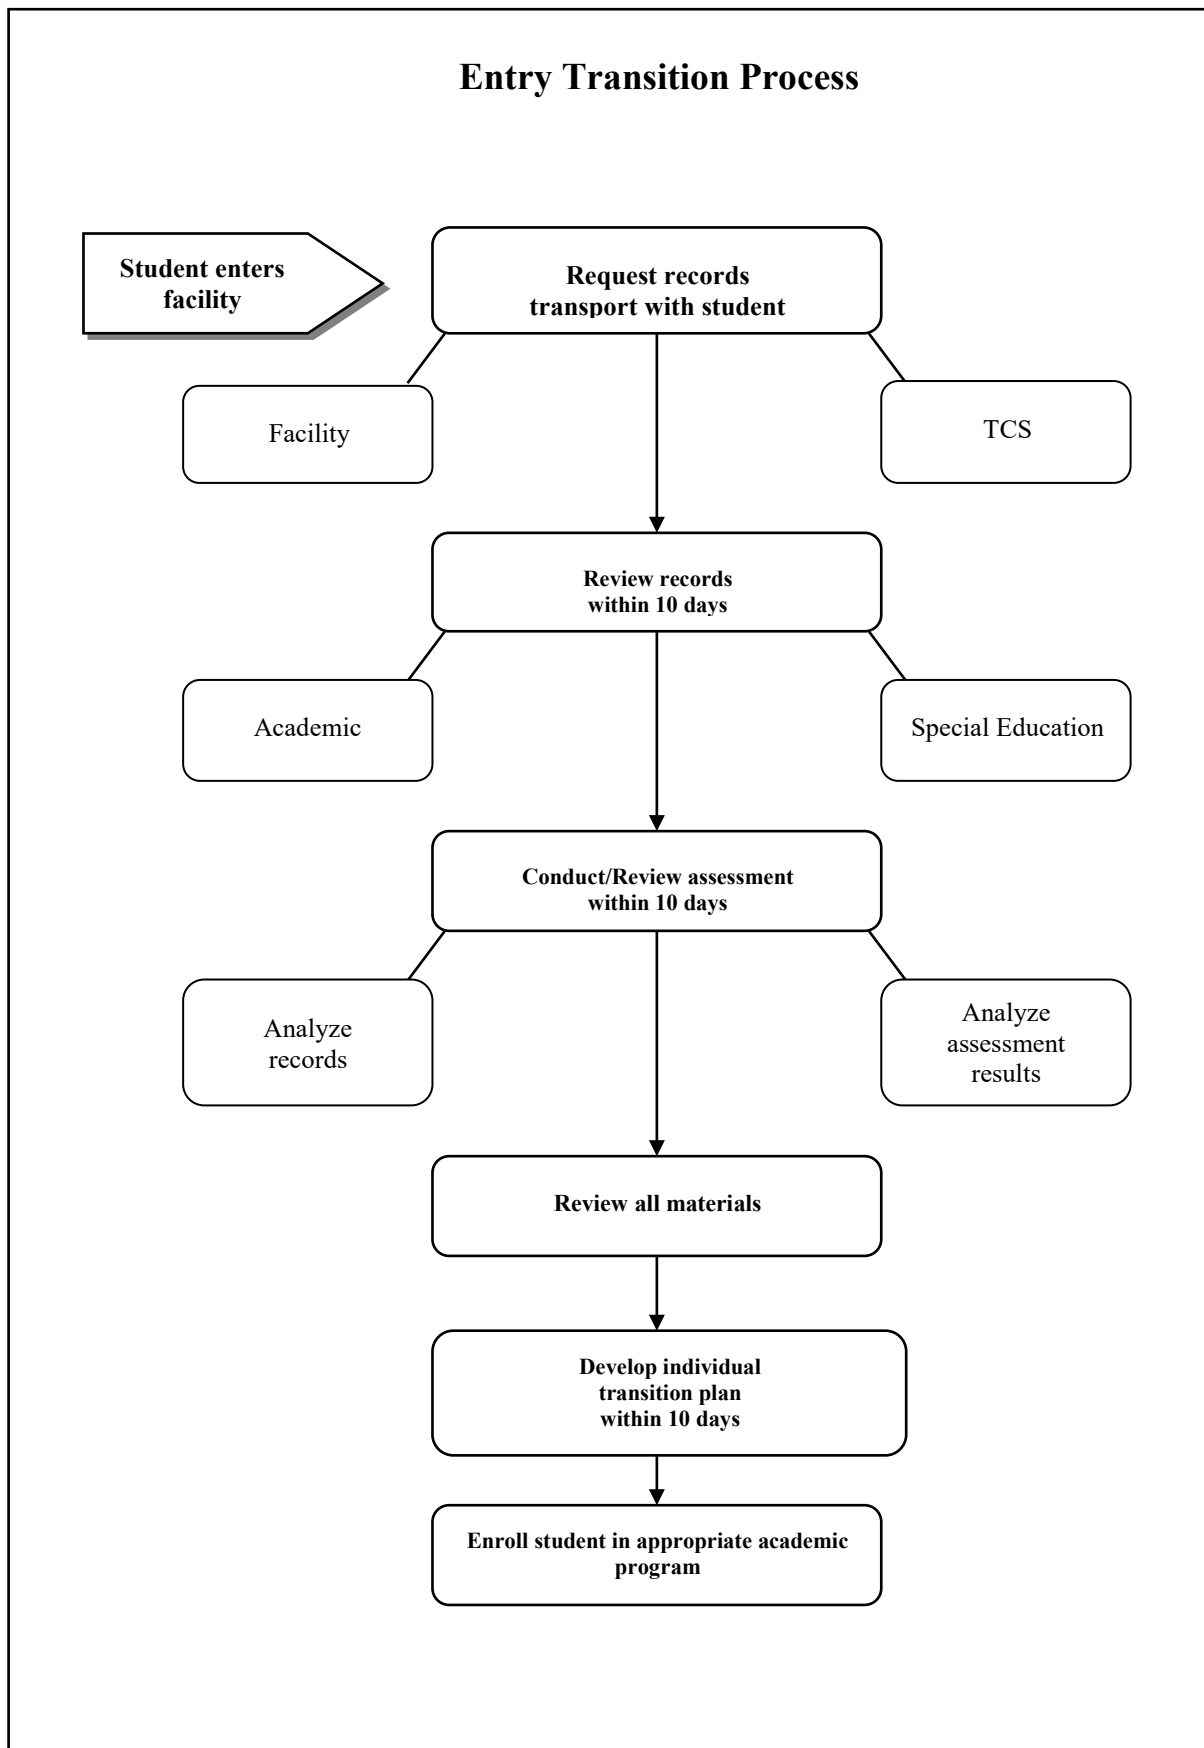 Entry Transition Process
Student enters
facility
Request records
transport with student
Facility
TCS
Review records
within 10 days
Academic
Special Education
Conduct/Review assessment
within 10 days
Analyze
records
Analyze
assessment
results
Review all materials
Develop individual
transition plan
within 10 days
Enroll student in appropriate academic
program